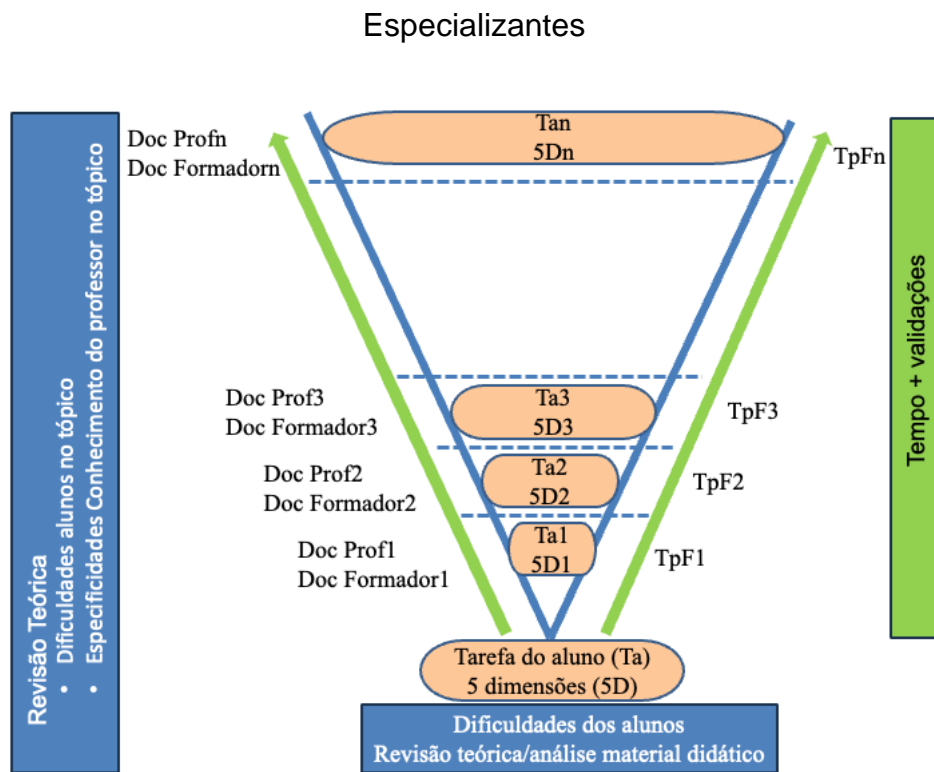 Especializantes
Revisão Teórica
• Dificuldades alunos no tópico
• Especificidades Conhecimento do professor no tópico
Doc Profn
Doc Formadorn
Tan
5Dn
TpFn
Doc Prof3
Doc Formador3
Ta3
5D3
TpF3
Doc Prof2
Doc Formador2
Ta2
5D2
TpF2
Doc Prof1
Doc Formador1
Ta1
5D1
TpF1
Tarefa do aluno (Ta)
5 dimensões (5D)
Dificuldades dos alunos
Revisão teórica/análise material didático
Tempo + validações